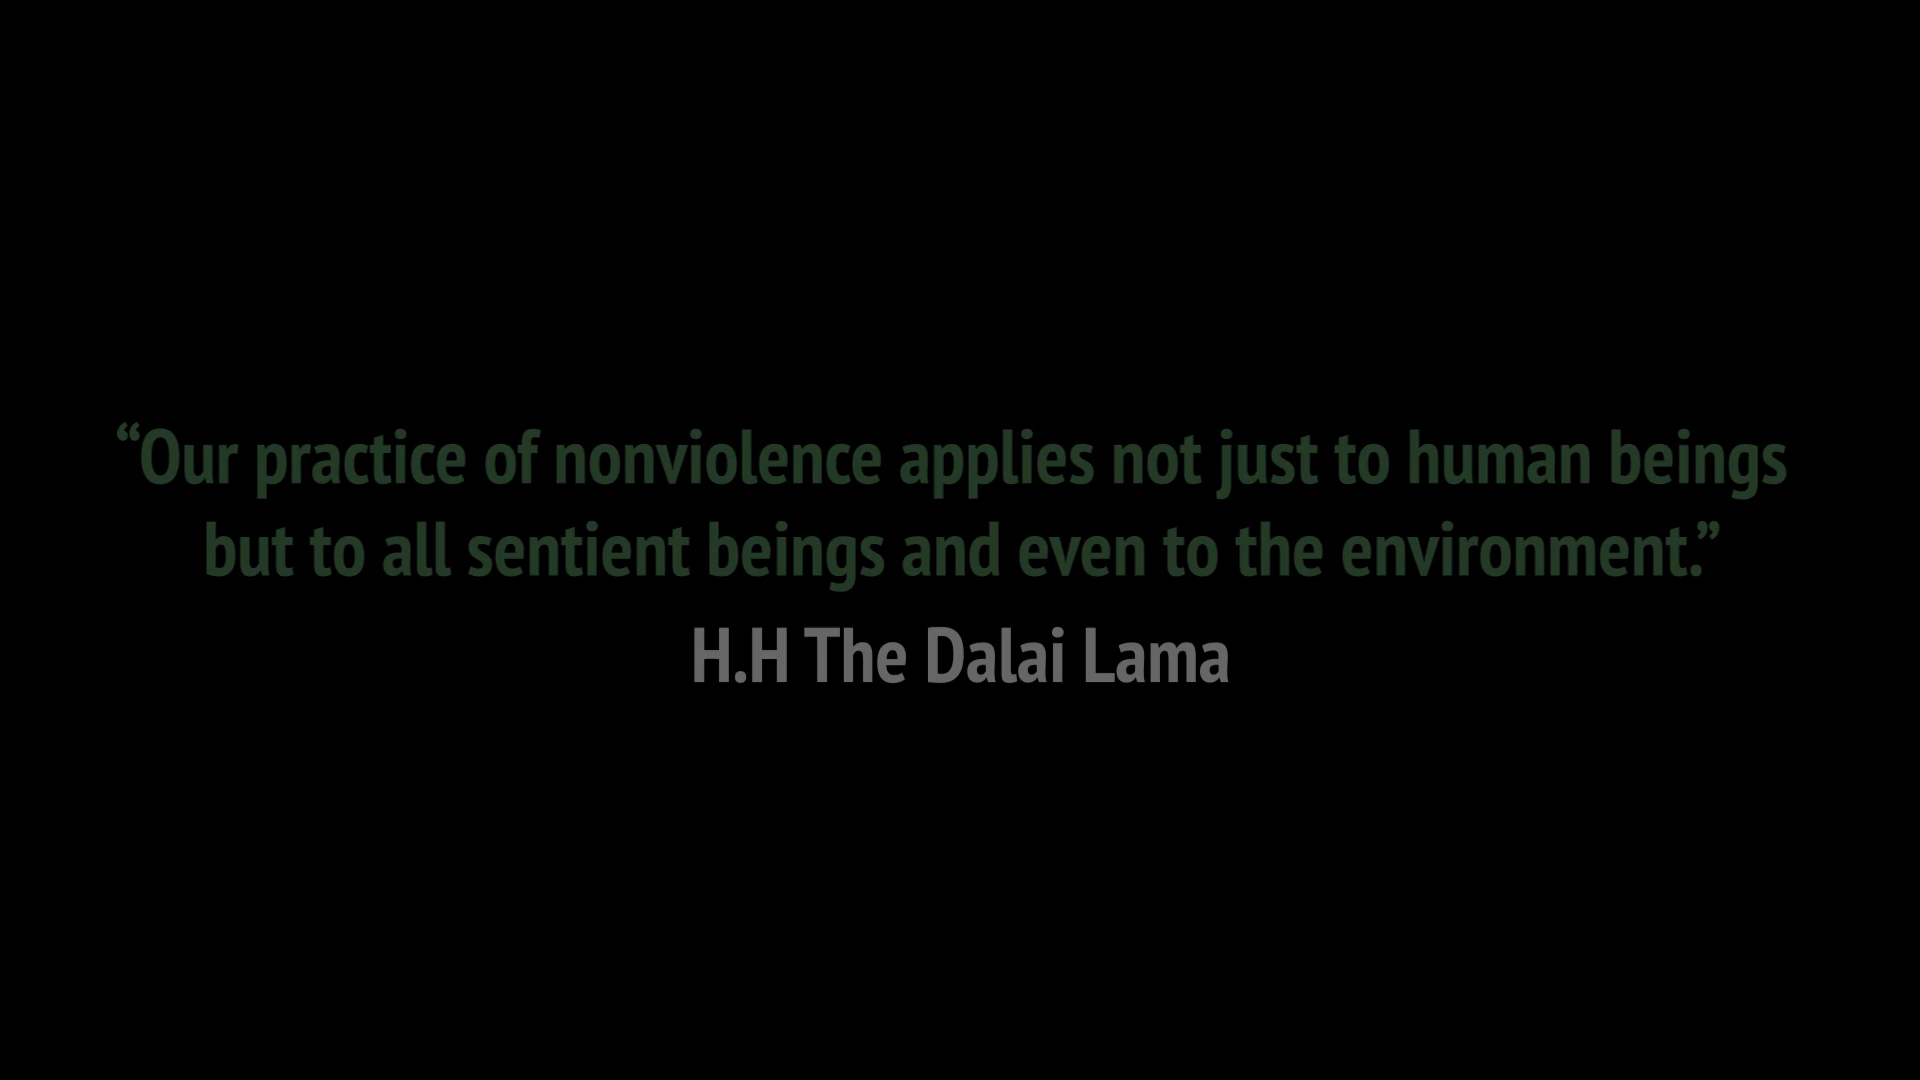 “Our practice of nonviolence applies not just to human beings
but to all sentient beings and even to the environment.”
H.H The Dalai Lama